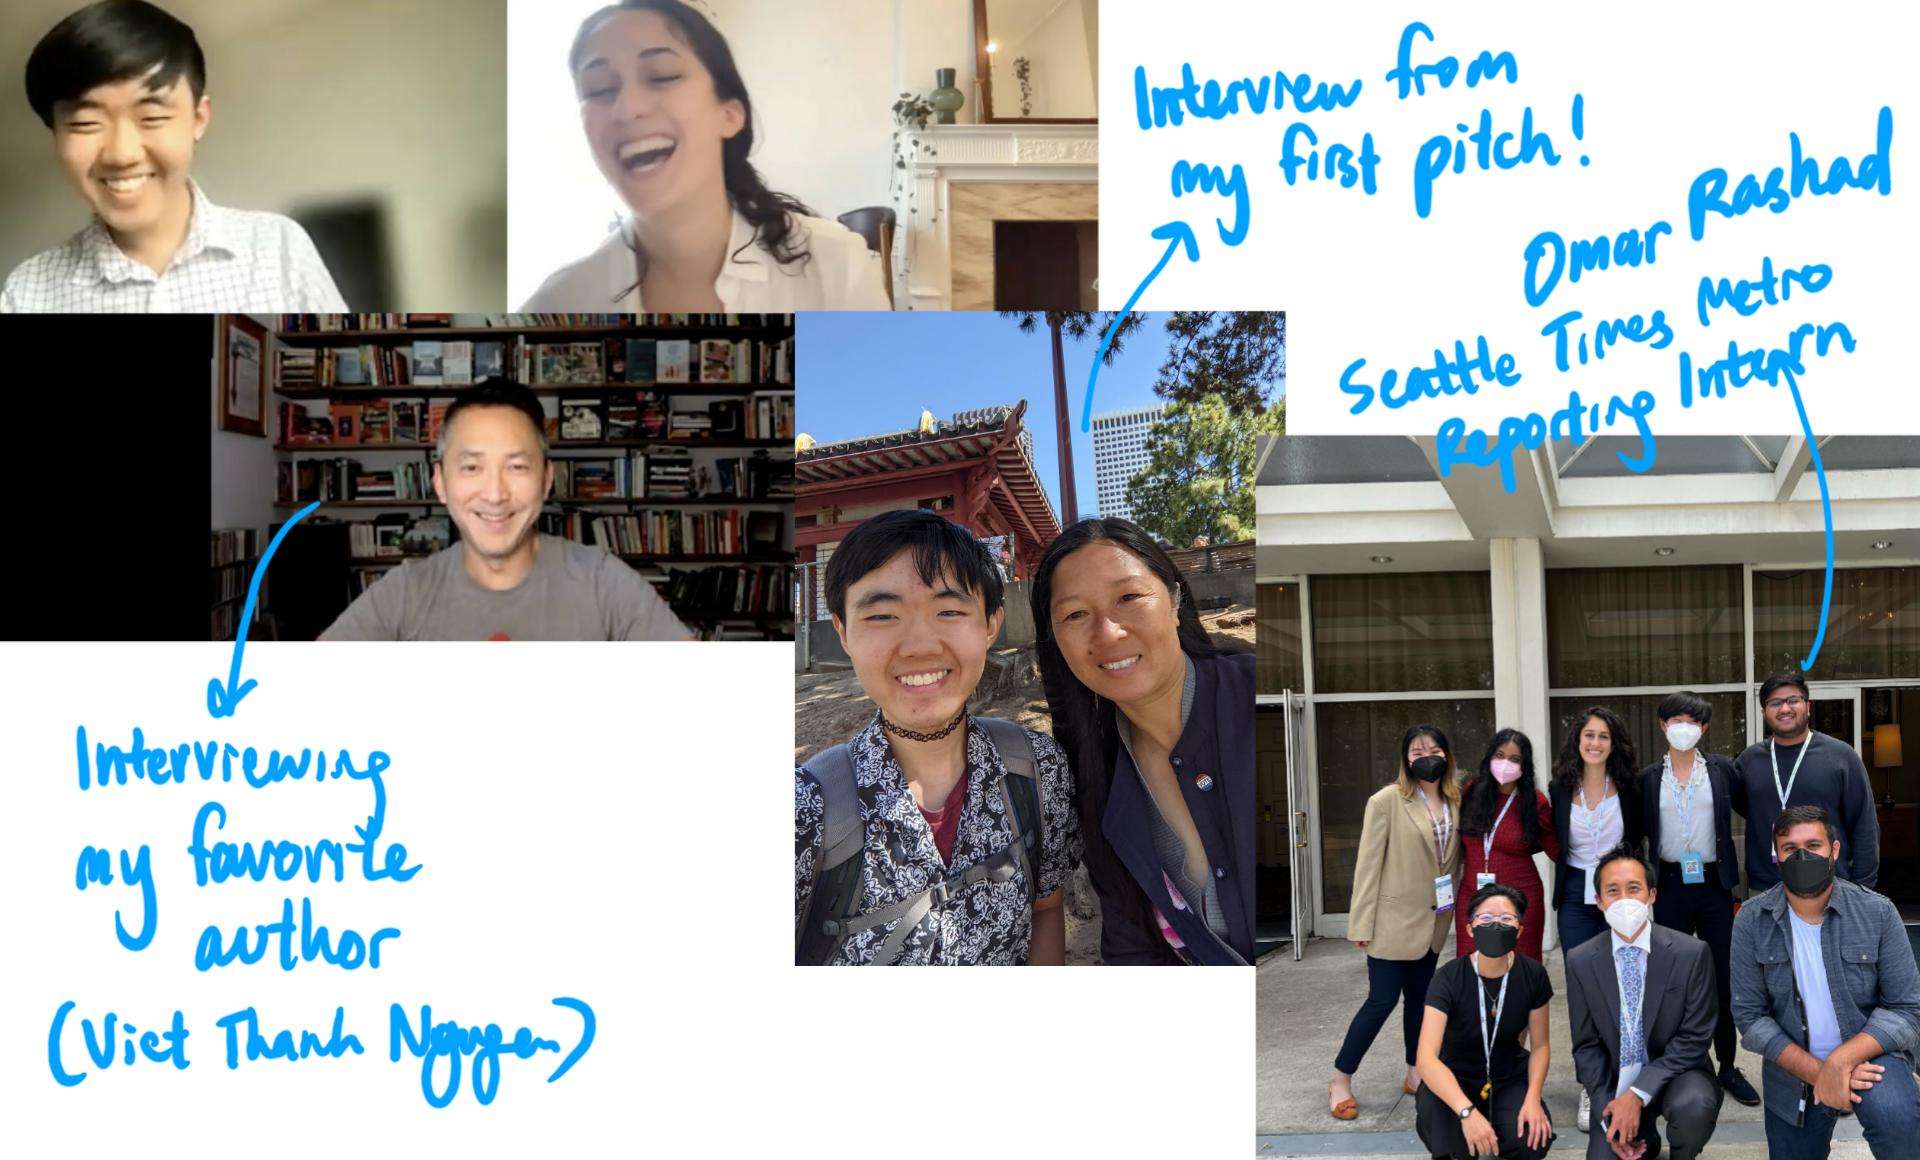 Interview from
my first pitch!
Omar Rashad
Seattle Times Metro
Reporting Intern
Interviewing
my favorite
author
(Viet Thanh Nguyen)